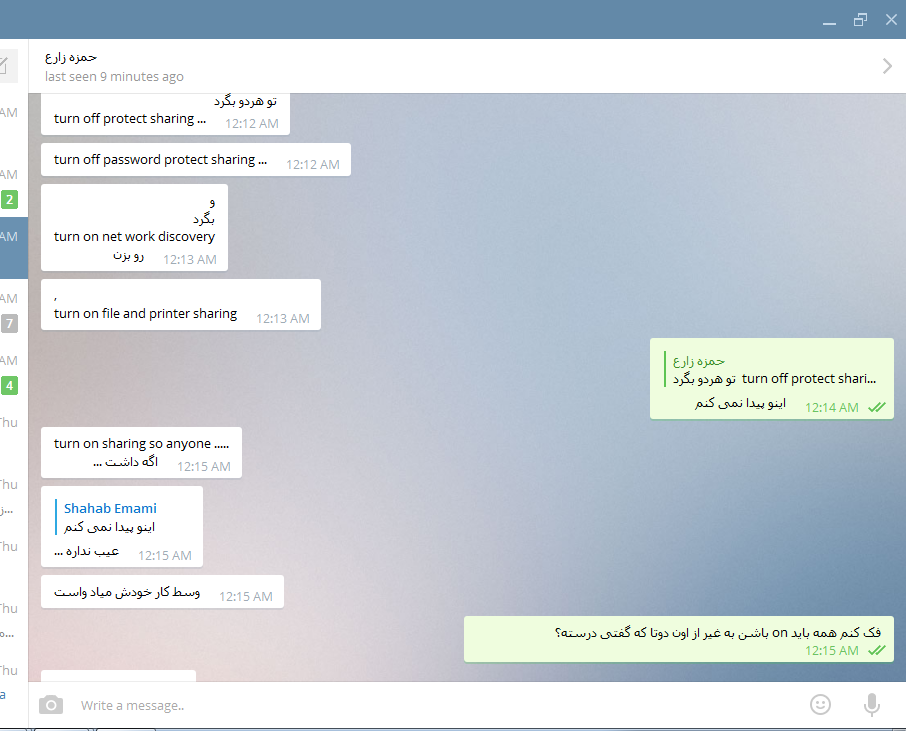 حمزه زارع
last seen 9 minutes ago
AM
تو هردو بگرد
turn off protect sharing ... 12:12 AM
turn off password protect sharing ... 12:12 AM
AM
2
و
بگرد
turn on net work discovery
رو بزن 12:13 AM
AM
,
turn on file and printer sharing 12:13 AM
AM
7
حمزه زارع
تو هردو بگرد turn off protect shari...
اینو پیدا نمی کنم 12:14 AM
AM
4
Thu
turn on sharing so anyone .....
اگه داشت ... 12:15 AM
Thu
Shahab Emami
اینو پیدا نمی کنم
عیب نداره ... 12:15 AM
Thu
وسط کار خودش میاد واست 12:15 AM
Thu
فک کنم همه باید on باشن به غیر از اون دوتا که گفتی درسته؟
12:15 AM
Thu
Write a message..